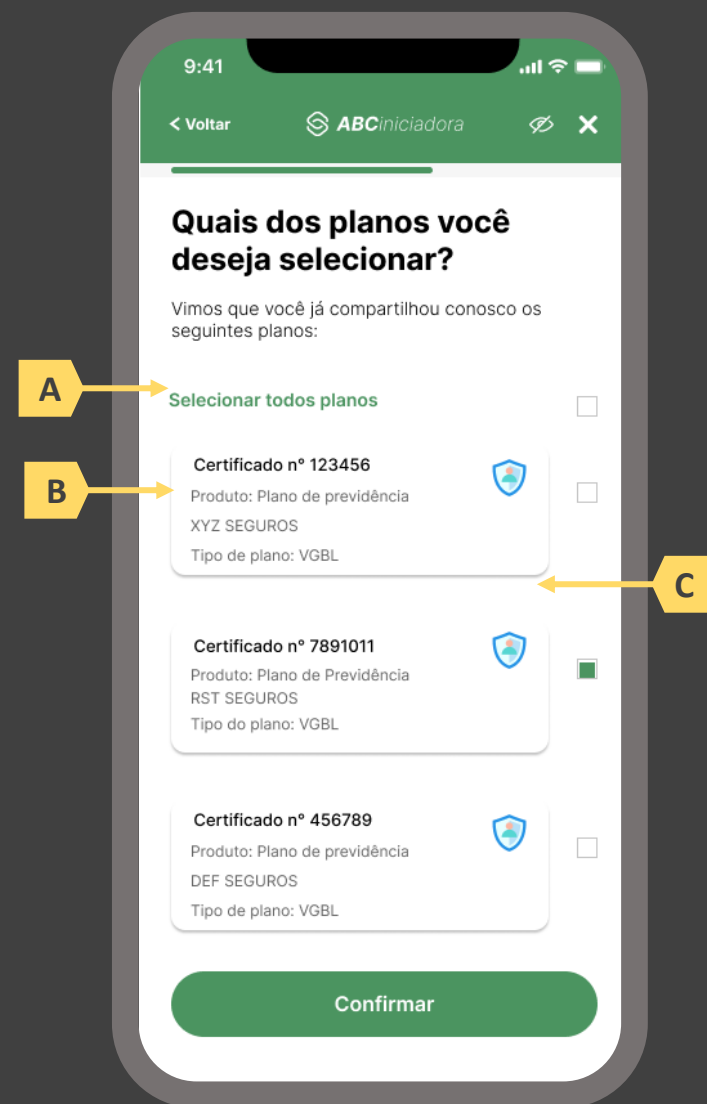 9:41
< Voltar
ABCiniciadora
Quais dos planos você
deseja selecionar?
Vimos que você já compartilhou conosco os
seguintes planos:
A
Selecionar todos planos
B
Certificado n° 123456
Produto: Plano de previdência
XYZ SEGUROS
Tipo de plano: VGBL
C
Certificado n° 7891011
Produto: Plano de Previdência
RST SEGUROS
Tipo do plano: VGBL
Certificado n° 456789
Produto: Plano de previdência
DEF SEGUROS
Tipo de plano: VGBL
Confirmar